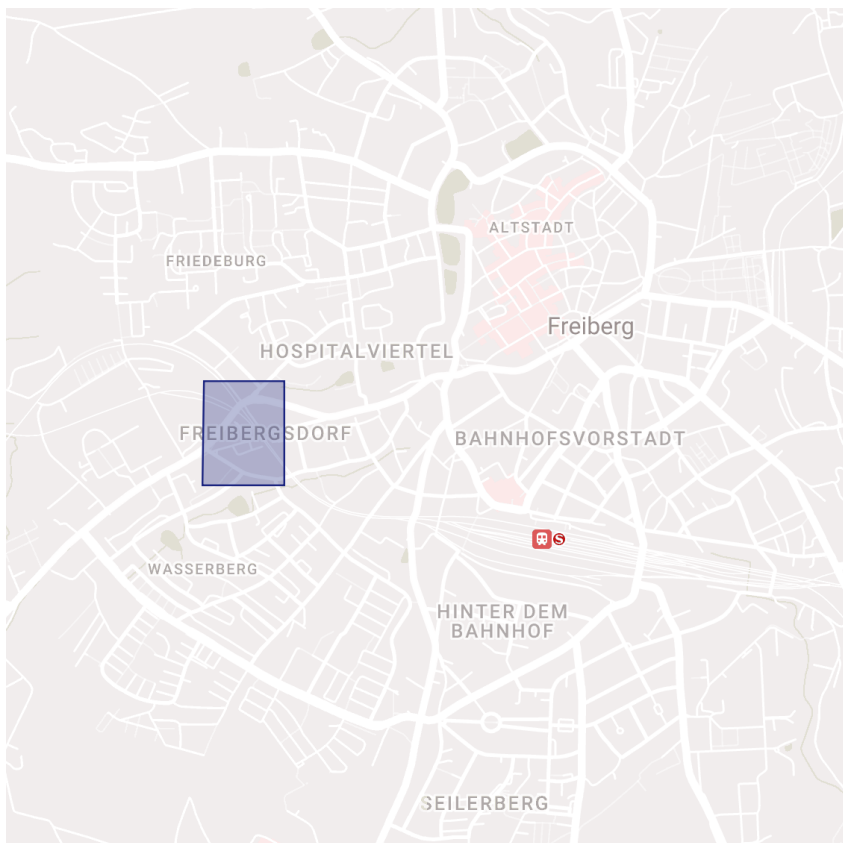 ALTSTADT
FRIEDEBURG
Freiberg
HOSPITALVIERTEL
FREIBERGSDORF
BAHNHOFSVORSTADT
S
WASSERBERG
HINTER DEM
BAHNHOF
SEILERBERG